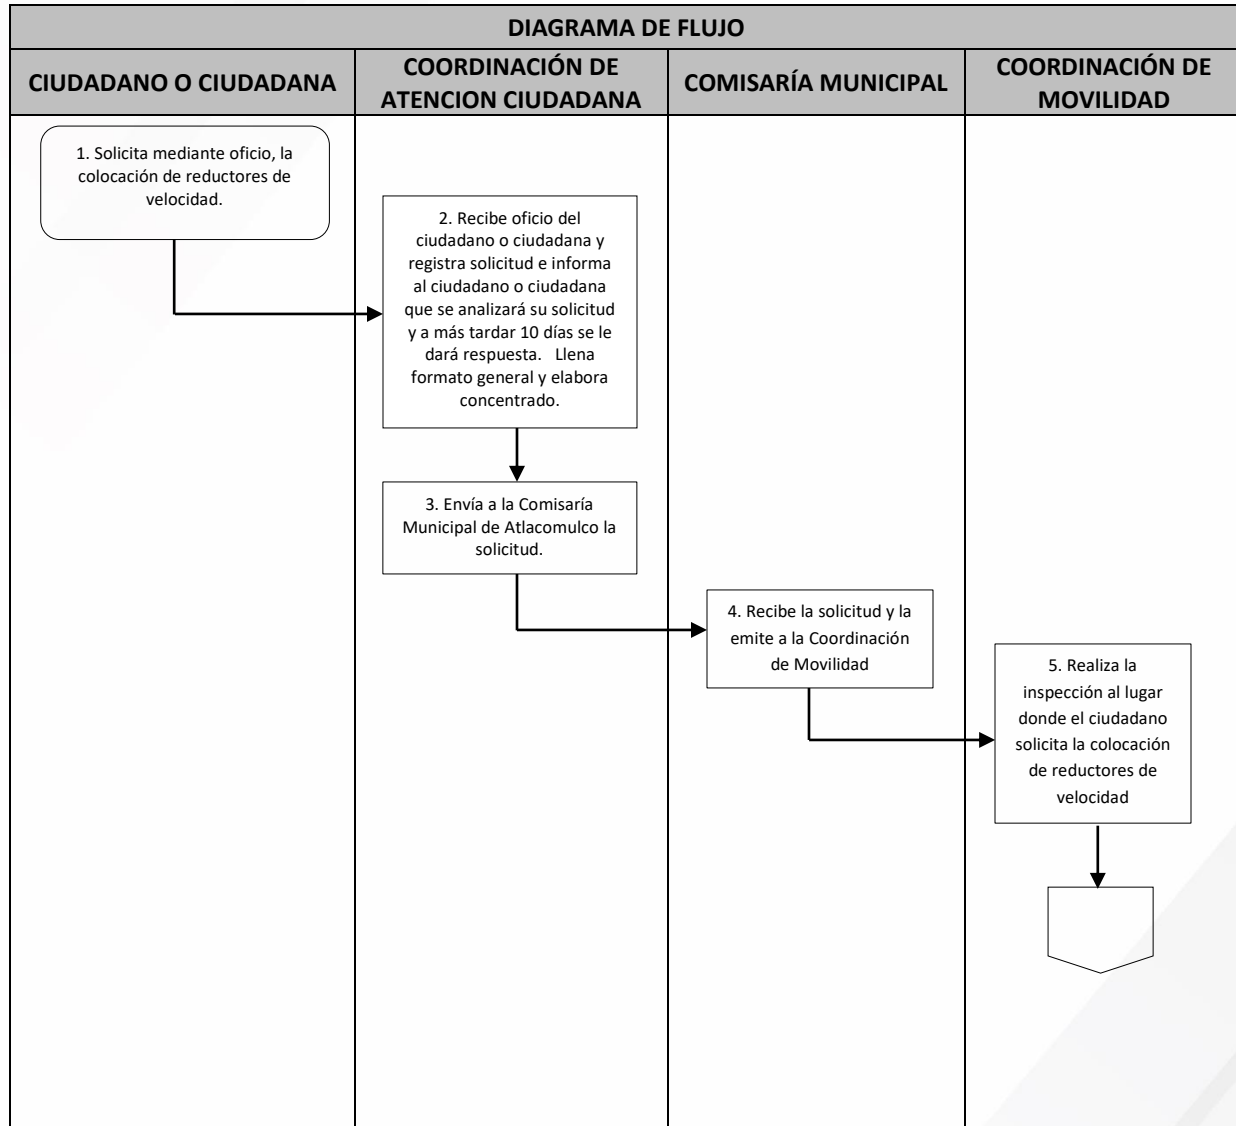 DIAGRAMA DE FLUJO
CIUDADANO O CIUDADANA
COORDINACIÓN DE
ATENCION CIUDADANA
COMISARÍA MUNICIPAL
COORDINACIÓN DE
MOVILIDAD
1. Solicita mediante oficio, la
colocación de reductores de
velocidad.
2. Recibe oficio del
ciudadano o ciudadana y
registra solicitud e informa
al ciudadano o ciudadana
que se analizará su solicitud
y a más tardar 10 días se le
dará respuesta. Llena
formato general y elabora
concentrado.
3. Envía a la Comisaría
Municipal de Atlacomulco la
solicitud.
4. Recibe la solicitud y la
emite a la Coordinación
de Movilidad
5. Realiza la
inspección al lugar
donde el ciudadano
solicita la colocación
de reductores de
velocidad